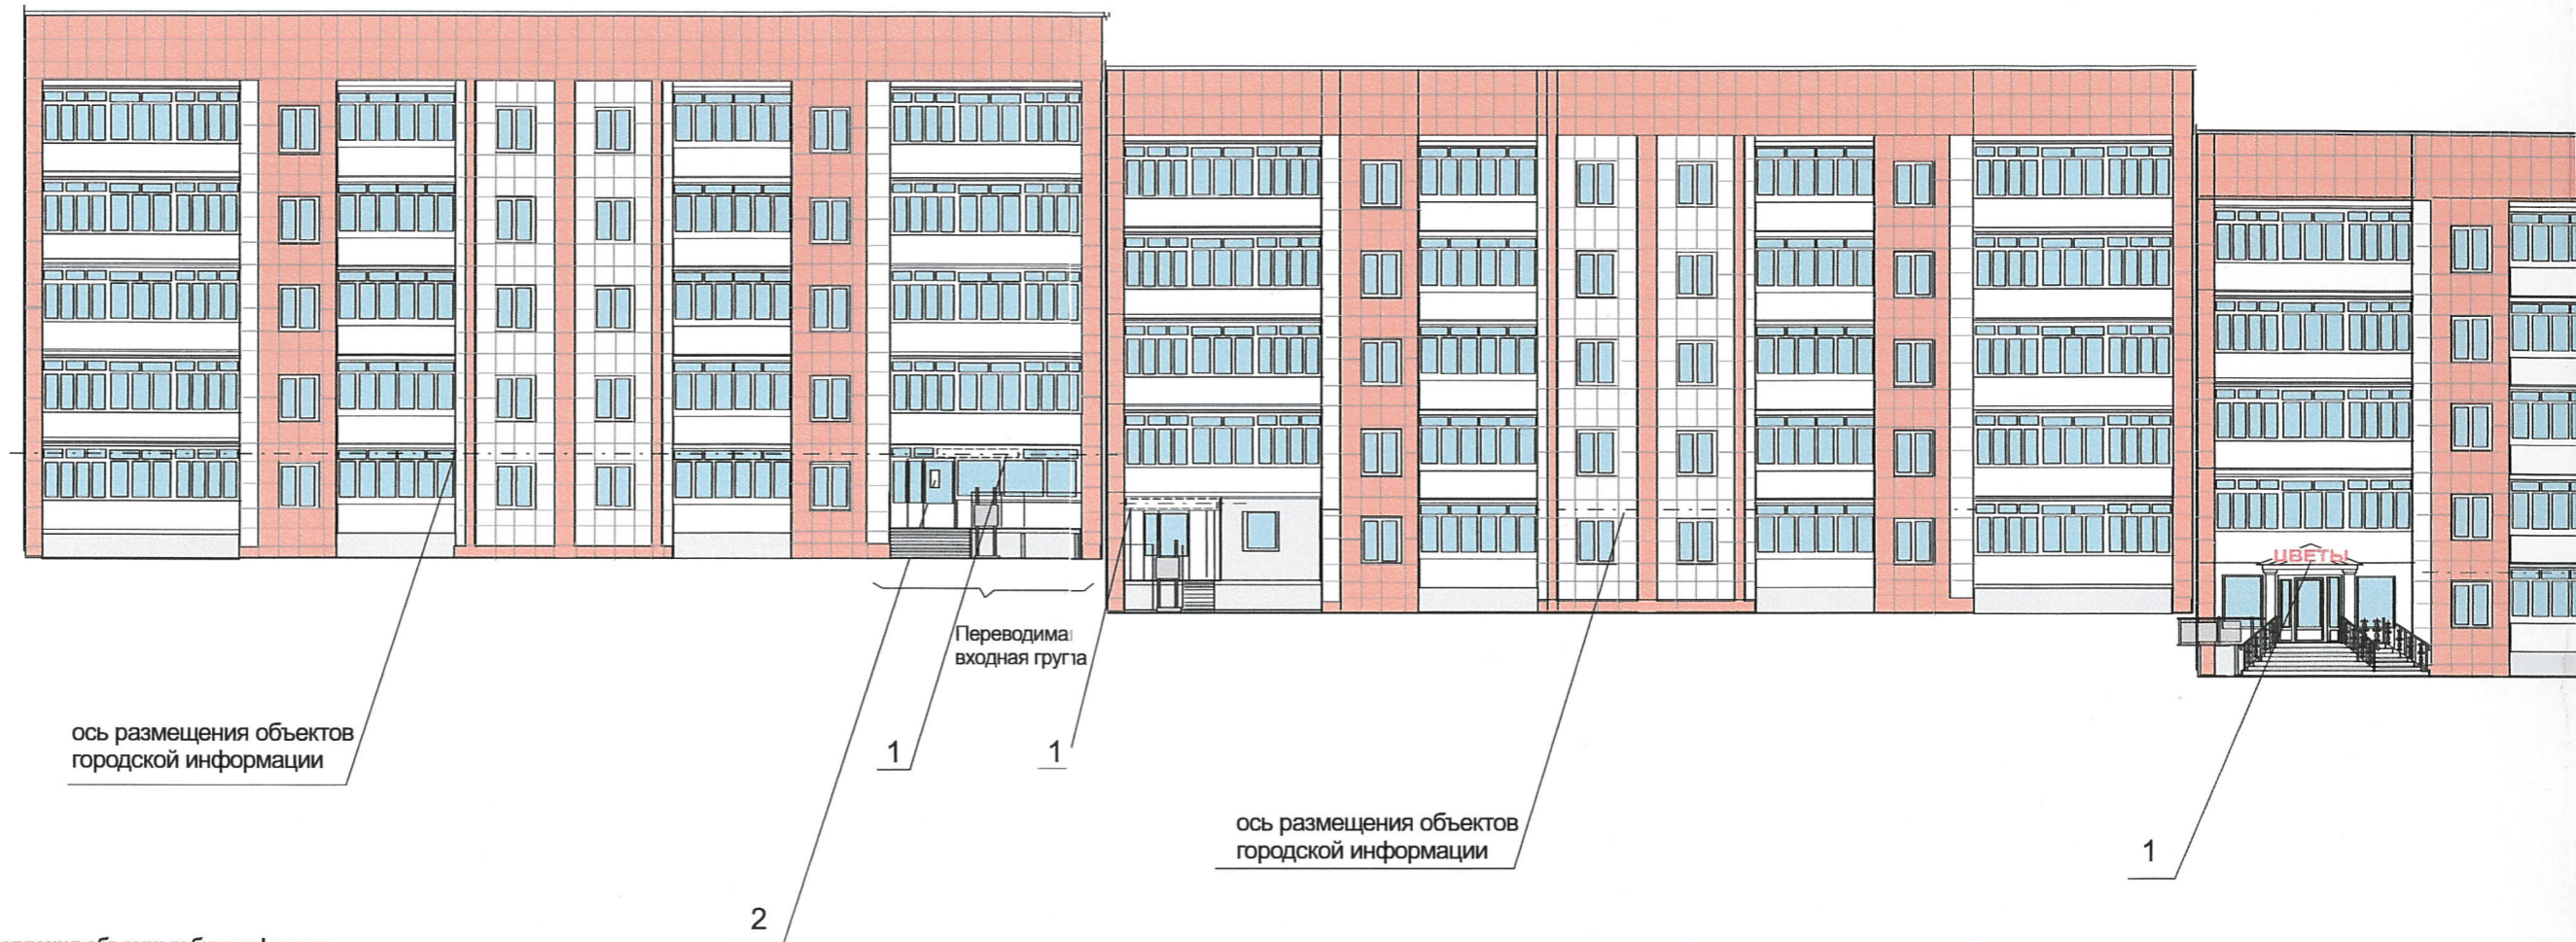 ЦВЕТЫ
Переводима
входная группа
ось размещения объектов
городской информации
1
1
ось размещения объектов
городской информации
1
2